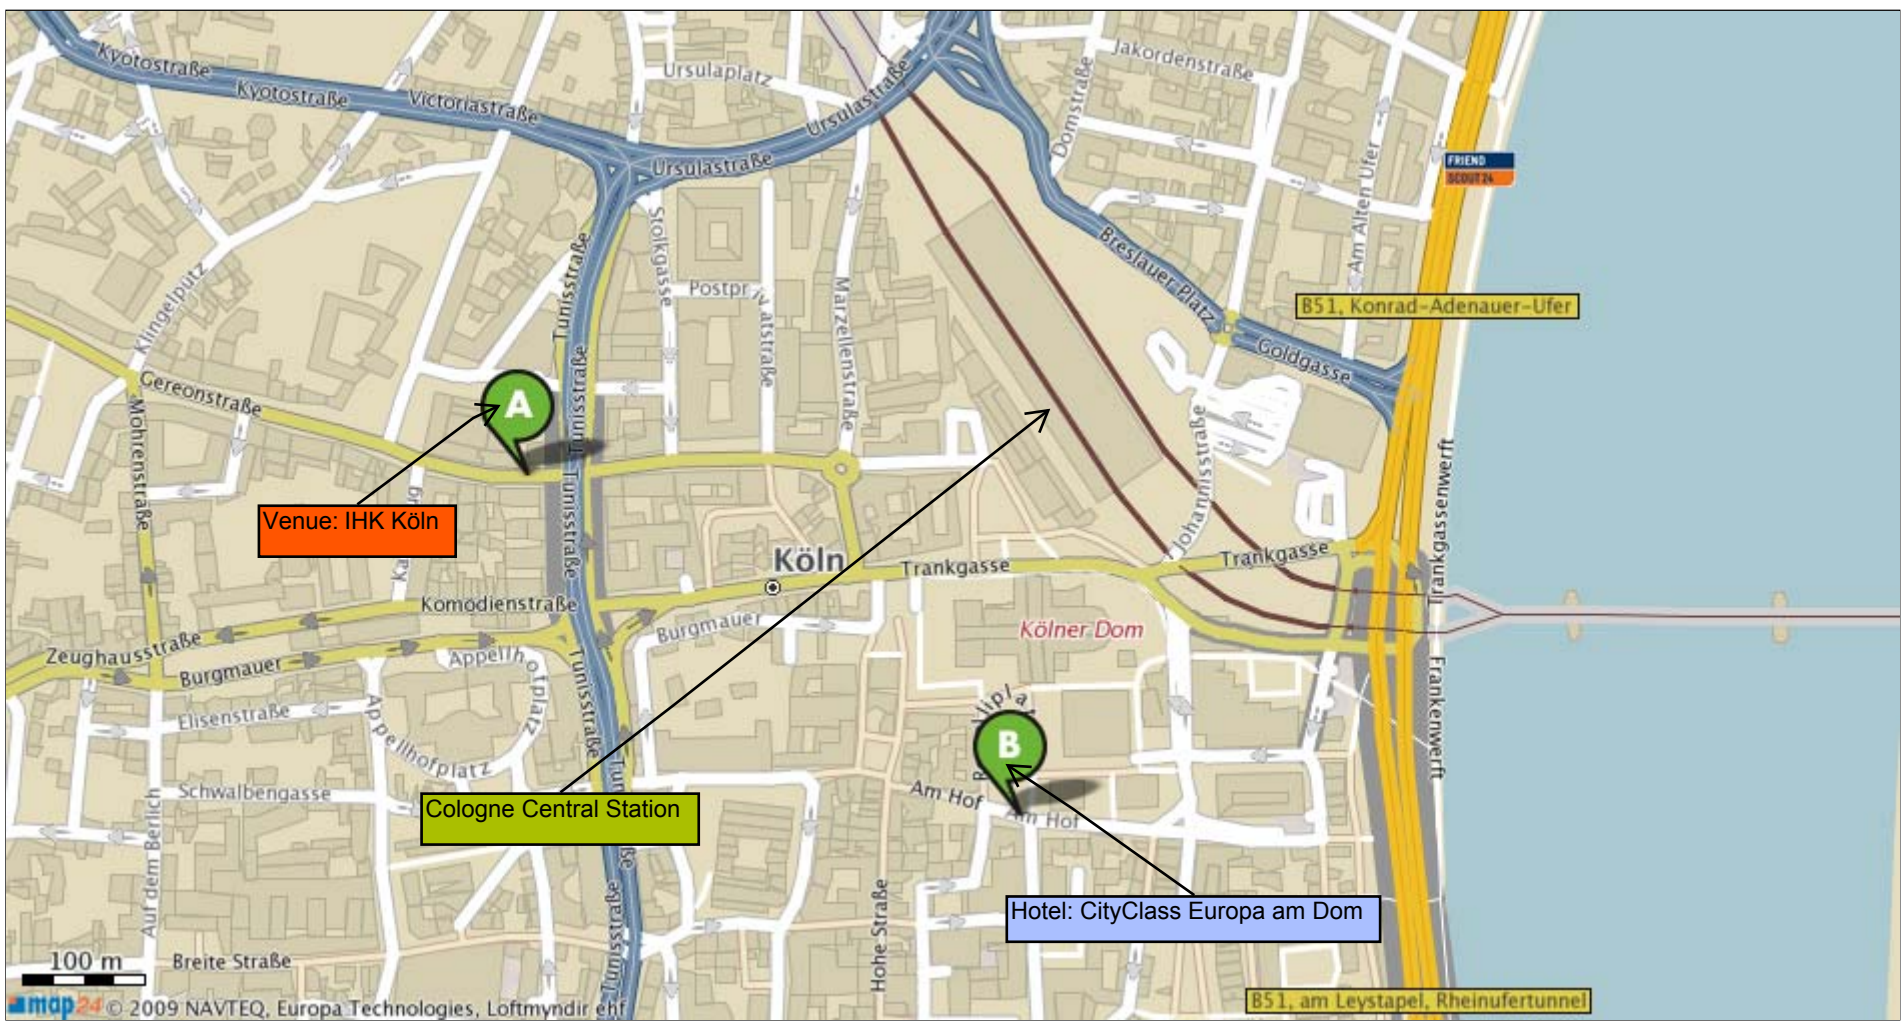 Kyotostraße
Kyotostraße
Victoriastraße
Ursulaplatz
Ursulastraße
Ursulastraße
Jakordenstraße
Domstraße
Am Alten Ufer
FRIEND
SCOUT24
Klingelpütz
Tunisstraße
Stolkgasse
Postpr
ivatstraße
Marzellenstraße
Breslauer Platz
B51, Konrad-Adenauer-Ufer
Goldgasse
Gereonstraße
Mohrenstraße
A
Tunisstraße
Tunisstraße
Johannisstraße
Trankgassenwerft
Venue: IHK Köln
Tunisstraße
Köln
Trankgasse
Trankgasse
Komödienstraße
Burgmauer
Kölner Dom
Zeughausstraße
Burgmauer
Appellhofplatz
Tunisstraße
Frankenwerft
Elisenstraße
Appellhofplatz
B
Schwalbengasse
Am Hof
Am Hof
Cologne Central Station
Auf dem Berlich
Hohe Straße
Tunisstraße
Hotel: CityClass Europa am Dom
100 m
Breite Straße
B51, am Leystapel, Rheinufertunnel
map24 © 2009 NAVTEQ, Europa Technologies, Loftmyndir ehf